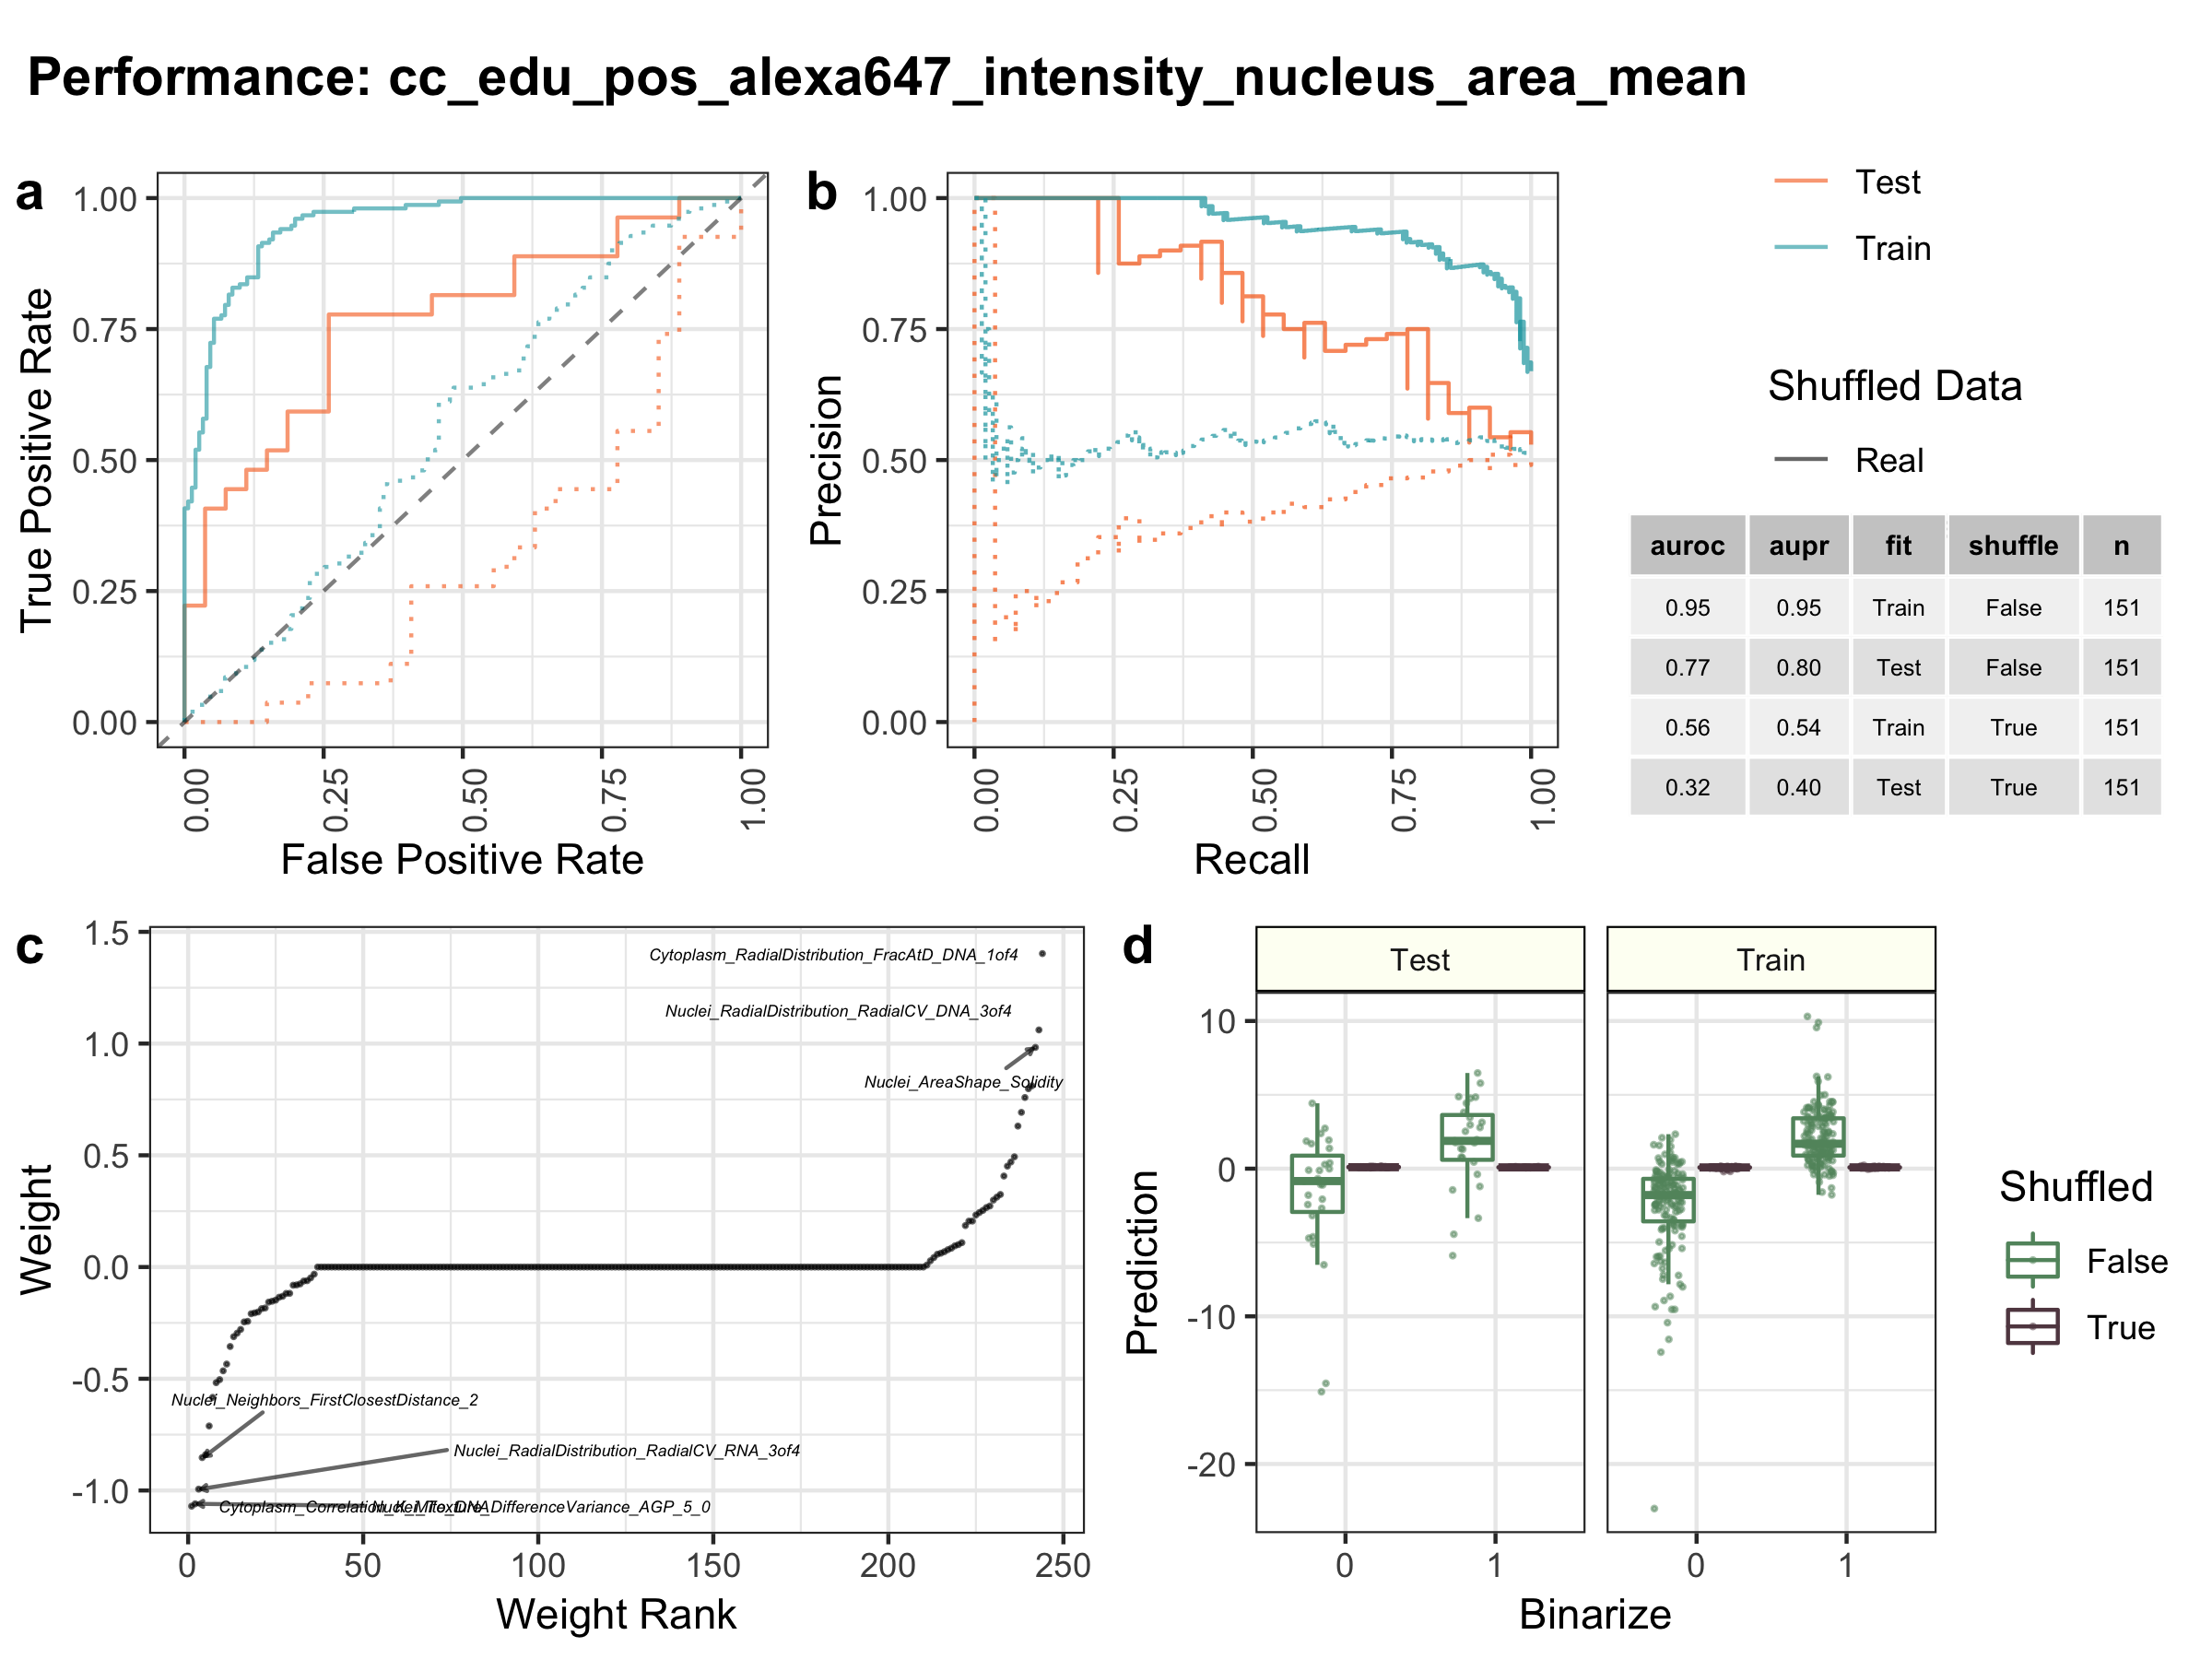 Performance: cc_edu_pos_alexa647_intensity_nucleus_area_mean
a
1.00
0.75
0.50
0.25
0.00
True Positive Rate
0.00
0.25
0.50
0.75
1.00
False Positive Rate
b
1.00
0.75
0.50
0.25
0.00
Precision
0.00
0.25
0.50
0.75
1.00
Recall
Test
Train
Shuffled Data
Real
auroc aupr fit shuffle n
0.95 0.95 Train False 151
0.77 0.80 Test False 151
0.56 0.54 Train True 151
0.32 0.40 Test True 151
c
1.5
1.0
0.5
0.0
-0.5
-1.0
Weight
Cytoplasm_RadialDistribution_FracAtD_DNA_1of4
Nuclei_RadialDistribution_RadialCV_DNA_3of4
Nuclei_AreaShape_Solidity
Nuclei_Neighbors_FirstClosestDistance_2
Nuclei_RadialDistribution_RadialCV_RNA_3of4
Cytoplasm_Correlation_K_Mito_DNA
Nuclei_Texture_DifferenceVariance_AGP_5_0
0 50 100 150 200 250
Weight Rank
d
Test
Train
10
0
-10
-20
Prediction
0 1
0 1
Binarize
Shuffled
False
True